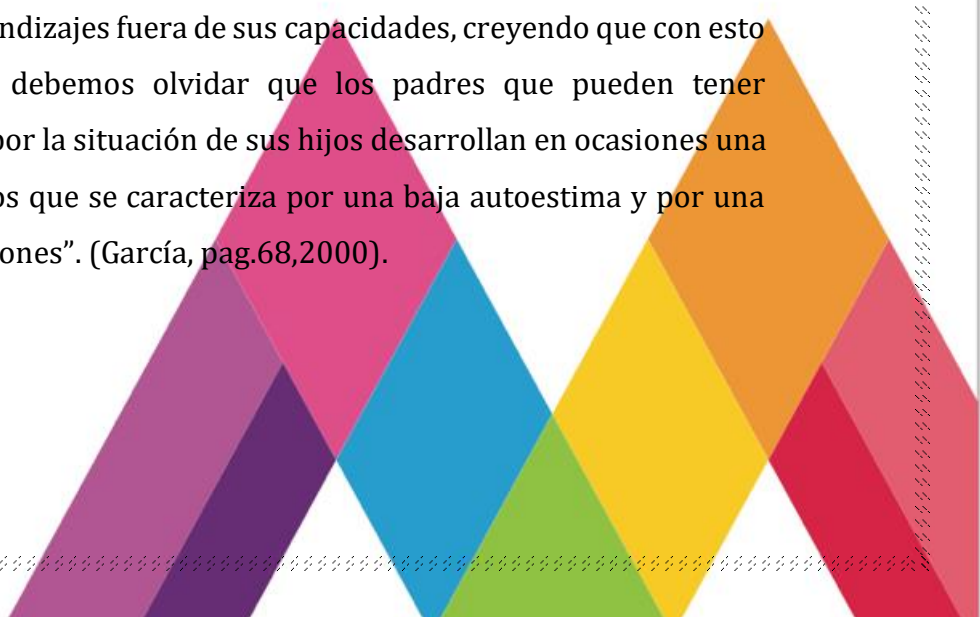 ndizajes fuera de sus capacidades, creyendo que con esto
debemos olvidar que los padres que pueden tener
por la situación de sus hijos desarrollan en ocasiones una
os que se caracteriza por una baja autoestima y por una
ones”. (García, pag.68,2000).